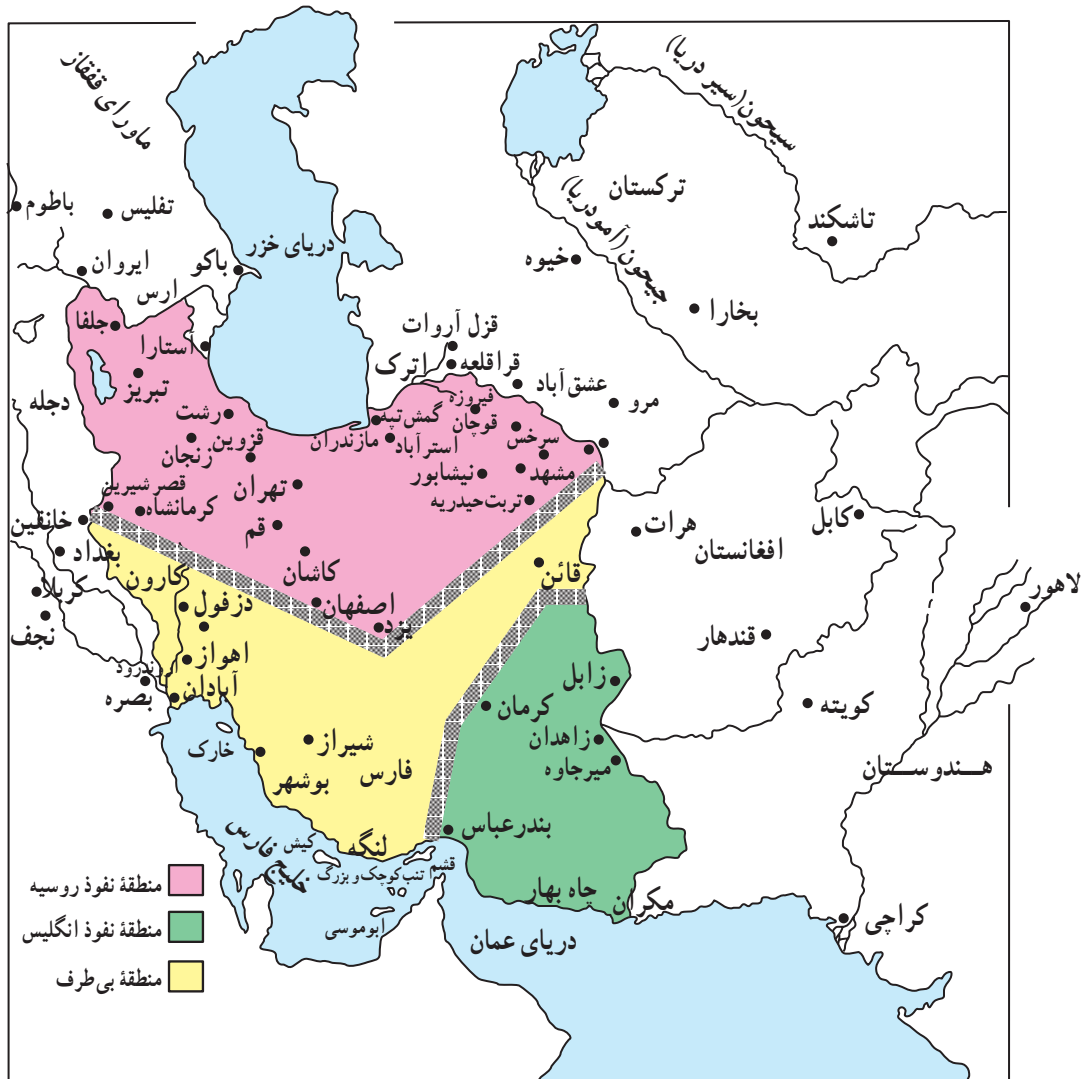 ماورای قفقاز
سیحون (سیر دریا)
ترکستان
باطوم
تفلیس
تاشکند
جیحون (آمودریا)
دریای خزر
خیوه
باکو
ایروان
ارس
بخارا
جلفا
آستارا
قزل آروات
قراقلعه
اترک
عشق آباد
مرو
تبریز
دجله
فیروزه
قوچان
گمش تپه
رشت
قزوین
زنجان
مازندران
استرآباد
سرخس
مشهد
نیشابور
تربت حیدریه
تهران
قصر شیرین
کرمانشاه
خانقین
قم
هرات
افغانستان
کابل
بغداد
کاشان
کارون
قائن
کربلا
دزفول
اصفهان
یزد
لاهور
نجف
قندهار
اهواز
اروندرود
آبادان
بصره
زابل
کرمان
کویته
خارک
شیراز
فارس
زاهدان
میرجاوه
هندوستان
بوشهر
بندرعباس
خلیج فارس
کیش
لنگه
قشم
تنب کوچک و بزرگ
چاه بهار
مکران
کراچی
ابوموسی
دریای عمان
منطقهٔ نفوذ روسیه
منطقهٔ نفوذ انگلیس
منطقهٔ بی‌طرف